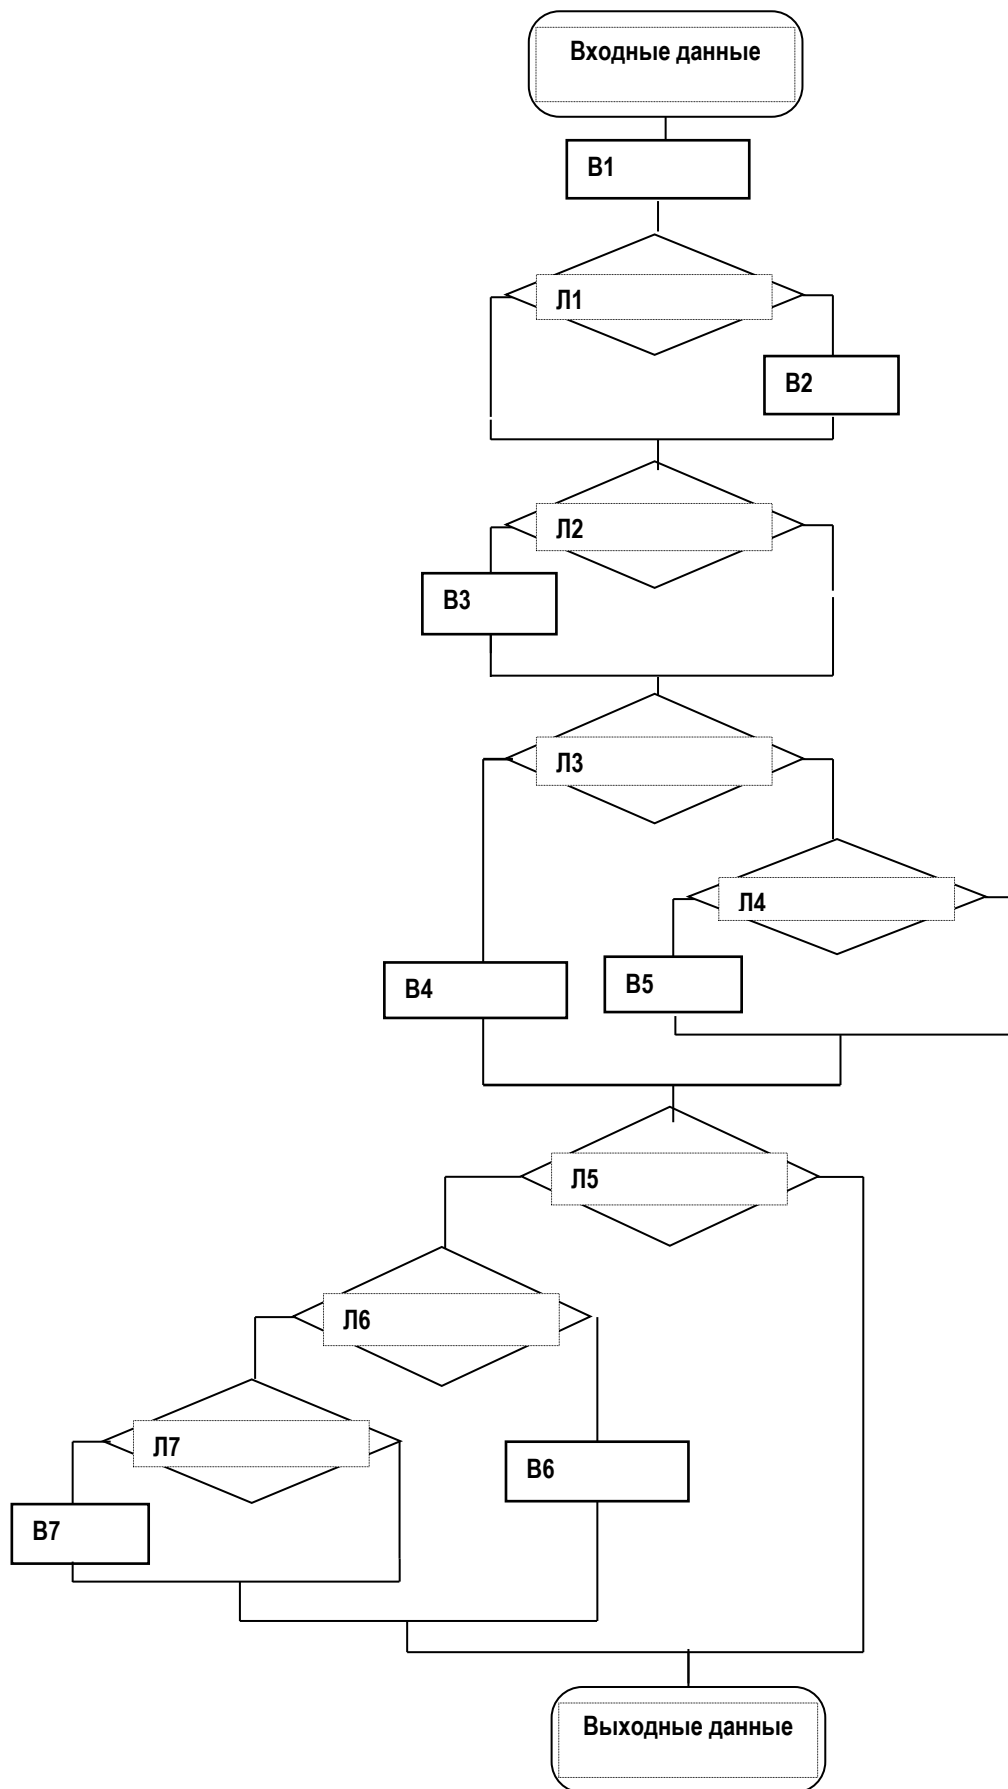 Входные данные
В1
Л1
В2
Л2
В3
Л3
Л4
В4
В5
Л5
Л6
Л7
В6
В7
Выходные данные